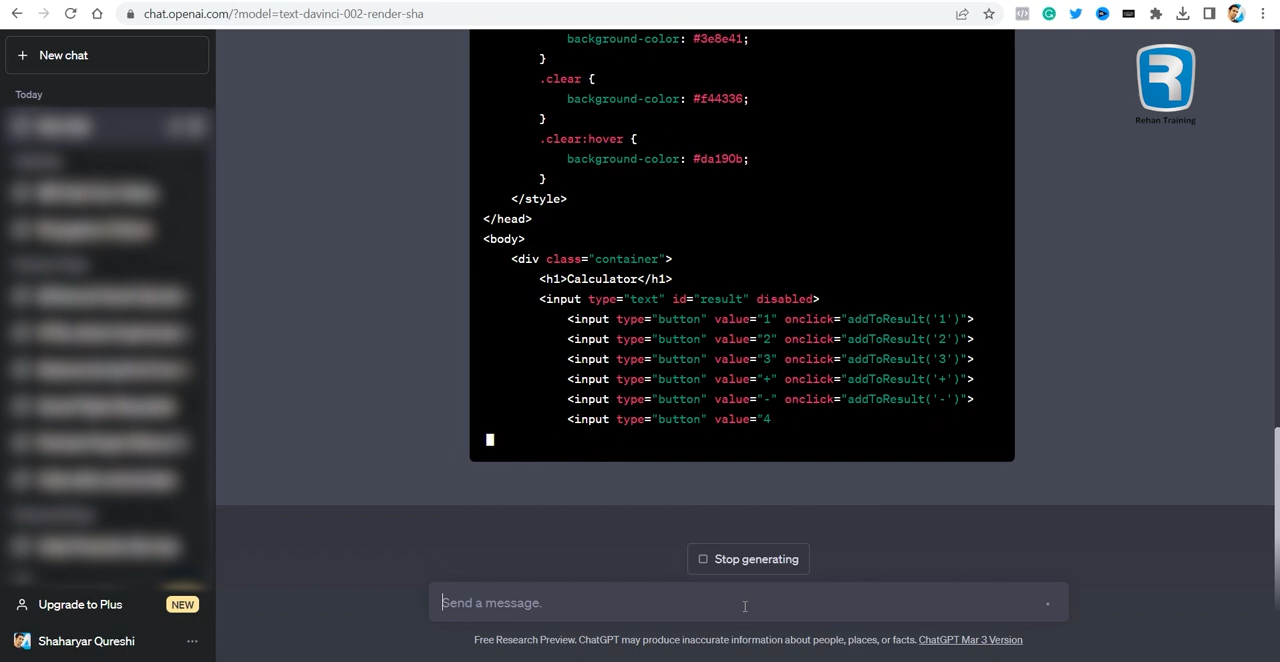 chat.openai.com/?model=text-davinci-002-render-sha
New chat
Today
Upgrade to Plus
NEW
Shaharyar Qureshi
Rehan Training
background-color: #3e8e41;
}
.clear {
background-color: #f44336;
}
.clear:hover {
background-color: #da190b;
}
</style>
</head>
<body>
<div class="container">
<h1>Calculator</h1>
<input type="text" id="result" disabled>
<input type="button" value="1" onclick="addToResult('1')">
<input type="button" value="2" onclick="addToResult('2')">
<input type="button" value="3" onclick="addToResult('3')">
<input type="button" value="+" onclick="addToResult('+')">
<input type="button" value="-" onclick="addToResult('-')">
<input type="button" value="4
Stop generating
Send a message.
Free Research Preview. ChatGPT may produce inaccurate information about people, places, or facts. ChatGPT Mar 3 Version